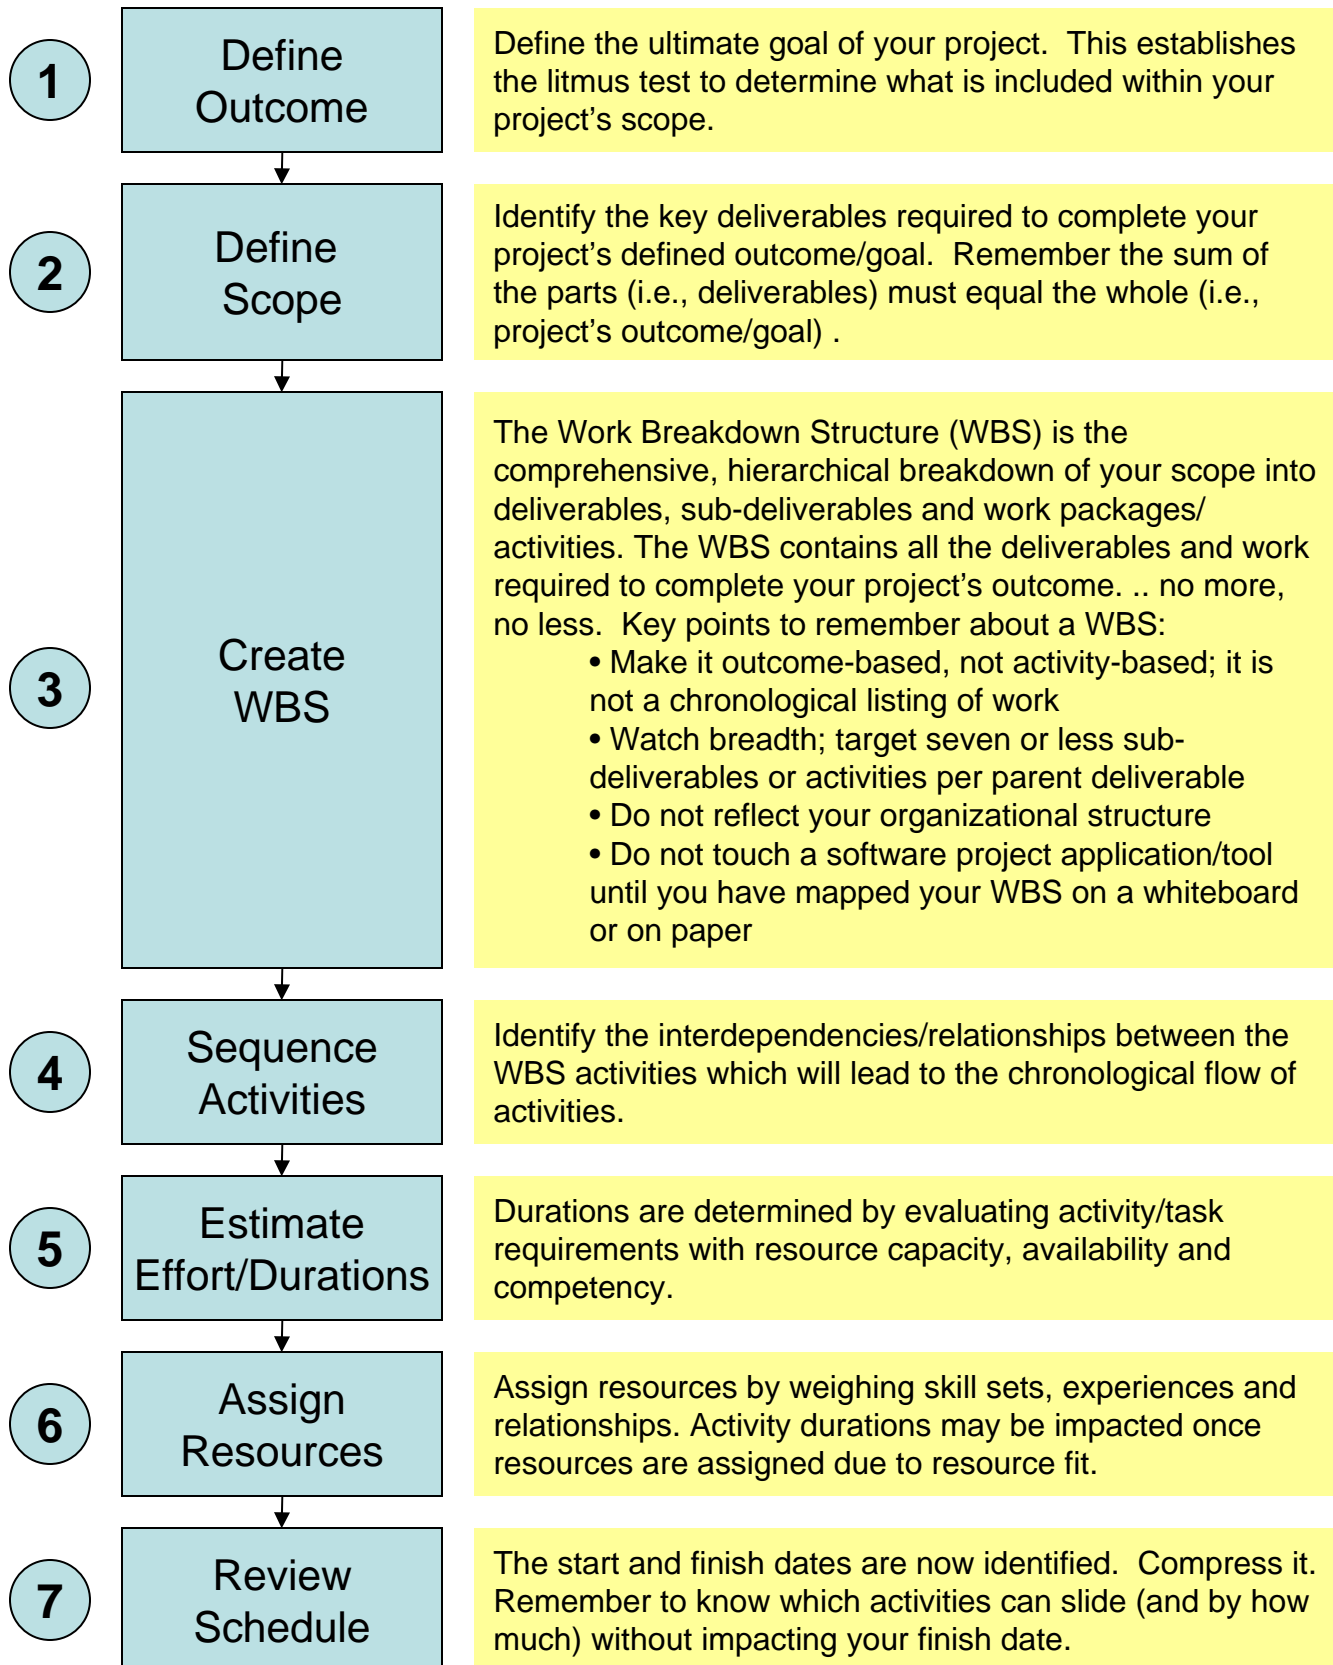 1
Define
Outcome
Define the ultimate goal of your project.  This establishes
the litmus test to determine what is included within your
project’s scope.
2
Define
Scope
Identify the key deliverables required to complete your
project’s defined outcome/goal.  Remember the sum of
the parts (i.e., deliverables) must equal the whole (i.e.,
project’s outcome/goal) .
3
Create
WBS
The Work Breakdown Structure (WBS) is the
comprehensive, hierarchical breakdown of your scope into
deliverables, sub-deliverables and work packages/
activities. The WBS contains all the deliverables and work
required to complete your project’s outcome. .. no more,
no less.  Key points to remember about a WBS:
• Make it outcome-based, not activity-based; it is
not a chronological listing of work
• Watch breadth; target seven or less sub-
deliverables or activities per parent deliverable
• Do not reflect your organizational structure
• Do not touch a software project application/tool
until you have mapped your WBS on a whiteboard
or on paper
4
Sequence
Activities
Identify the interdependencies/relationships between the
WBS activities which will lead to the chronological flow of
activities.
5
Estimate
Effort/Durations
Durations are determined by evaluating activity/task
requirements with resource capacity, availability and
competency.
6
Assign
Resources
Assign resources by weighing skill sets, experiences and
relationships. Activity durations may be impacted once
resources are assigned due to resource fit.
7
Review
Schedule
The start and finish dates are now identified.  Compress it.
Remember to know which activities can slide (and by how
much) without impacting your finish date.